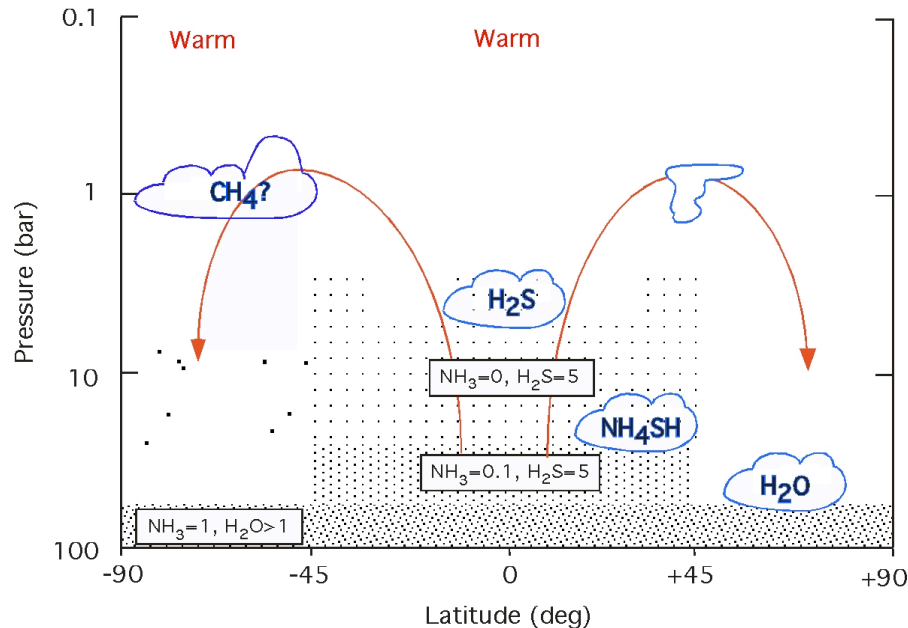 0.1
Warm
Warm
CH₄?
1
Pressure (bar)
H₂S
10
NH₃=0, H₂S=5
NH₄SH
NH₃=0.1, H₂S=5
H₂O
NH₃=1, H₂O>1
100
-90
-45
0
+45
+90
Latitude (deg)